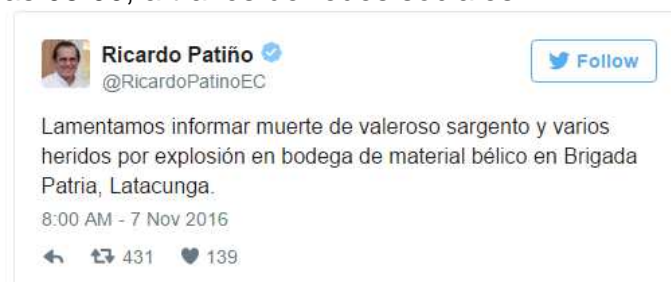 Ricardo Patiño
@RicardoPatinoEC
Follow
Lamentamos informar muerte de valeroso sargento y varios
heridos por explosión en bodega de material bélico en Brigada
Patria, Latacunga.
8:00 AM - 7 Nov 2016
431 139